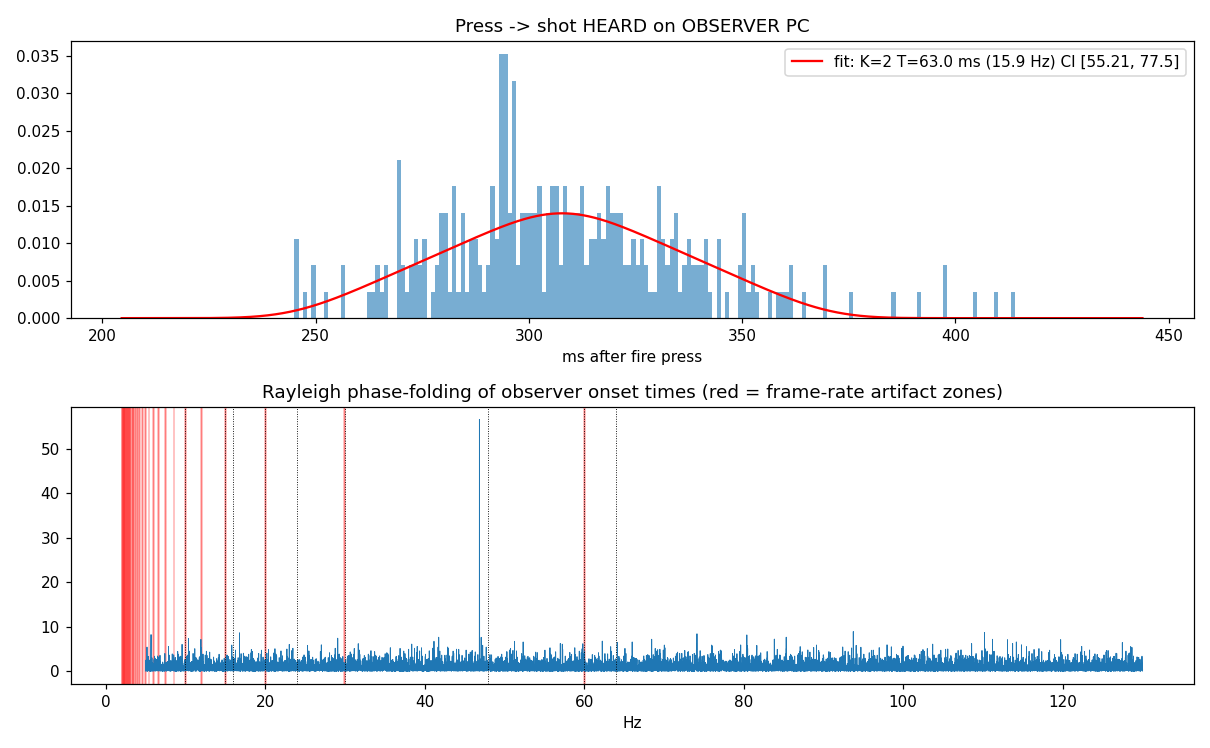 Press -> shot HEARD on OBSERVER PC
fit: K=2 T=63.0 ms (15.9 Hz) CI [55.21, 77.5]
0.035
0.030
0.025
0.020
0.015
0.010
0.005
0.000
200 250 300 350 400 450
ms after fire press
Rayleigh phase-folding of observer onset times (red = frame-rate artifact zones)
50
40
30
20
10
0
0 20 40 60 80 100 120
Hz